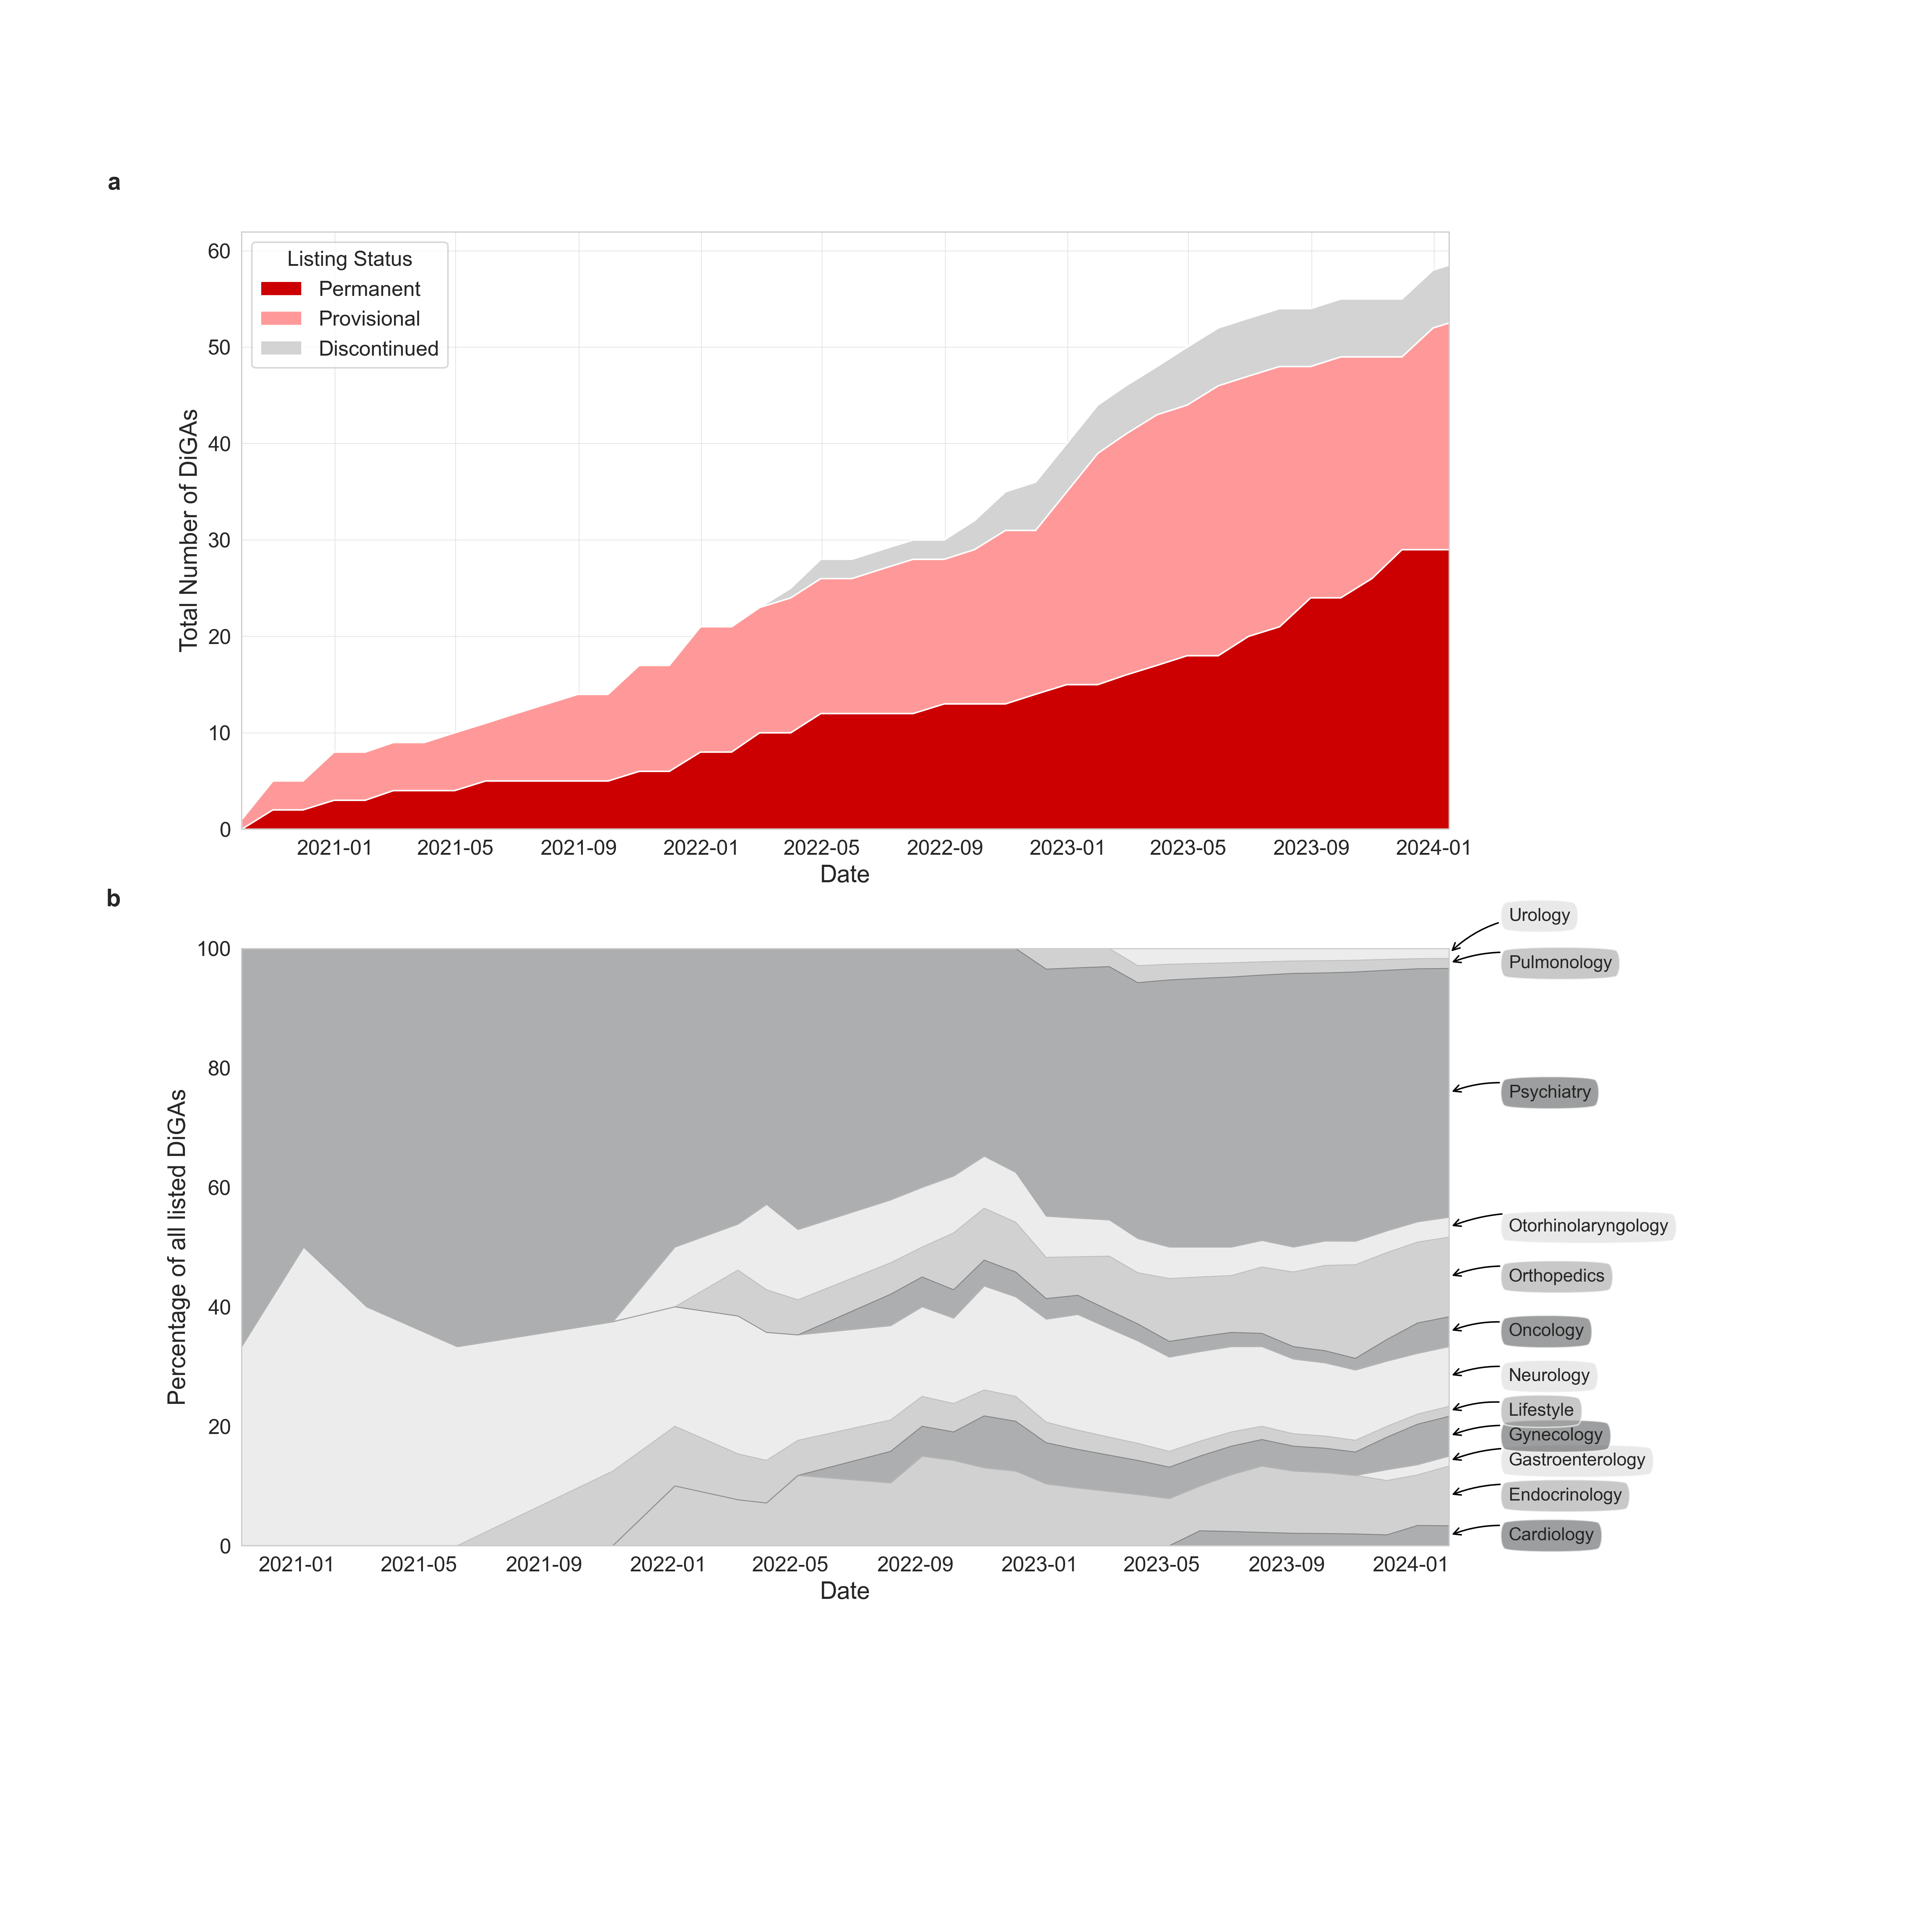 a
60
50
40
30
20
10
0
Total Number of DiGAs
Listing Status
Permanent
Provisional
Discontinued
2021-01 2021-05 2021-09 2022-01 2022-05 2022-09 2023-01 2023-05 2023-09 2024-01
Date
b
100
80
60
40
20
0
Percentage of all listed DiGAs
Urology
Pulmonology
Psychiatry
Otorhinolaryngology
Orthopedics
Oncology
Neurology
Lifestyle
Gynecology
Gastroenterology
Endocrinology
Cardiology
2021-01 2021-05 2021-09 2022-01 2022-05 2022-09 2023-01 2023-05 2023-09 2024-01
Date